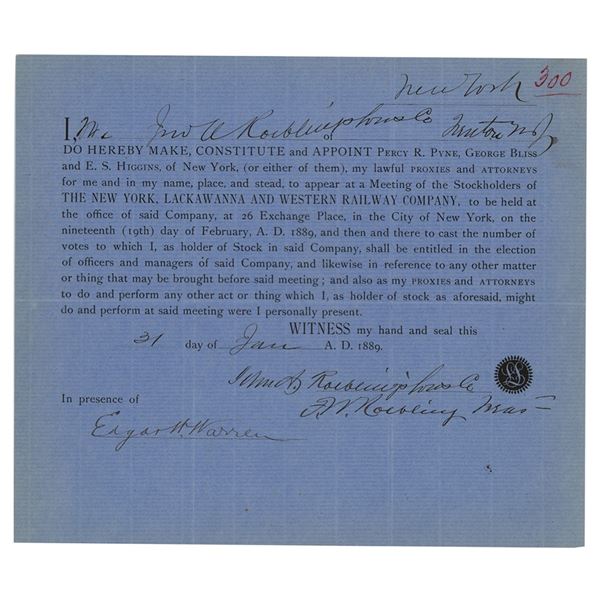 New York 300
I, We Jno A Roebling's Sons Co of Trenton N.J.
DO HEREBY MAKE, CONSTITUTE and APPOINT PERCY R. PYNE, GEORGE BLISS
and E. S. HIGGINS, of New York, (or either of them), my lawful PROXIES and ATTORNEYS
for me and in my name, place, and stead, to appear at a Meeting of the Stockholders of
THE NEW YORK, LACKAWANNA AND WESTERN RAILWAY COMPANY, to be held at
the office of said Company, at 26 Exchange Place, in the City of New York, on the
nineteenth (19th) day of February, A. D. 1889, and then and there to cast the number of
votes to which I, as holder of Stock in said Company, shall be entitled in the election
of officers and managers of said Company, and likewise in reference to any other matter
or thing that may be brought before said meeting; and also as my PROXIES and ATTORNEYS
to do and perform any other act or thing which I, as holder of stock as aforesaid, might
do and perform at said meeting were I personally present.
WITNESS my hand and seal this
31 day of Jan A. D. 1889.
John A Roebling's Sons Co
LS
In presence of F.W. Roebling Treas
Edgar H. Warren